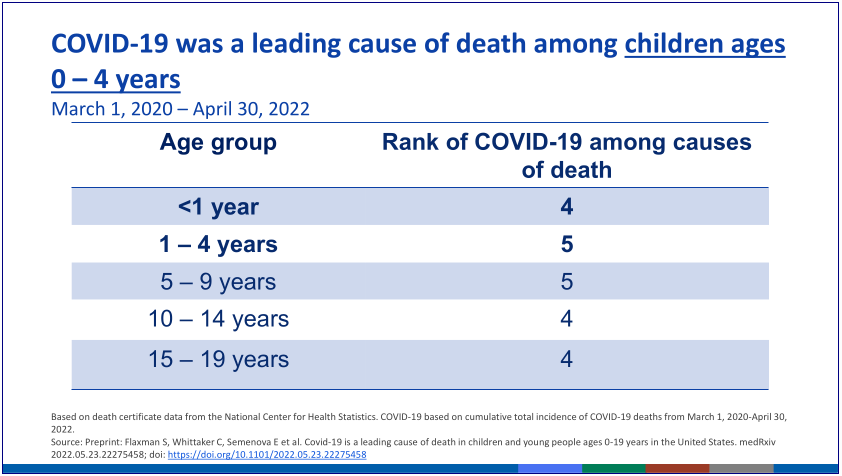 COVID-19 was a leading cause of death among children ages
0 – 4 years
March 1, 2020 – April 30, 2022
Age group Rank of COVID-19 among causes
of death
<1 year 4
1 – 4 years 5
5 – 9 years 5
10 – 14 years 4
15 – 19 years 4
Based on death certificate data from the National Center for Health Statistics. COVID-19 based on cumulative total incidence of COVID-19 deaths from March 1, 2020-April 30,
2022.
Source: Preprint: Flaxman S, Whittaker C, Semenova E et al. Covid-19 is a leading cause of death in children and young people ages 0-19 years in the United States. medRxiv
2022.05.23.22275458; doi: https://doi.org/10.1101/2022.05.23.22275458